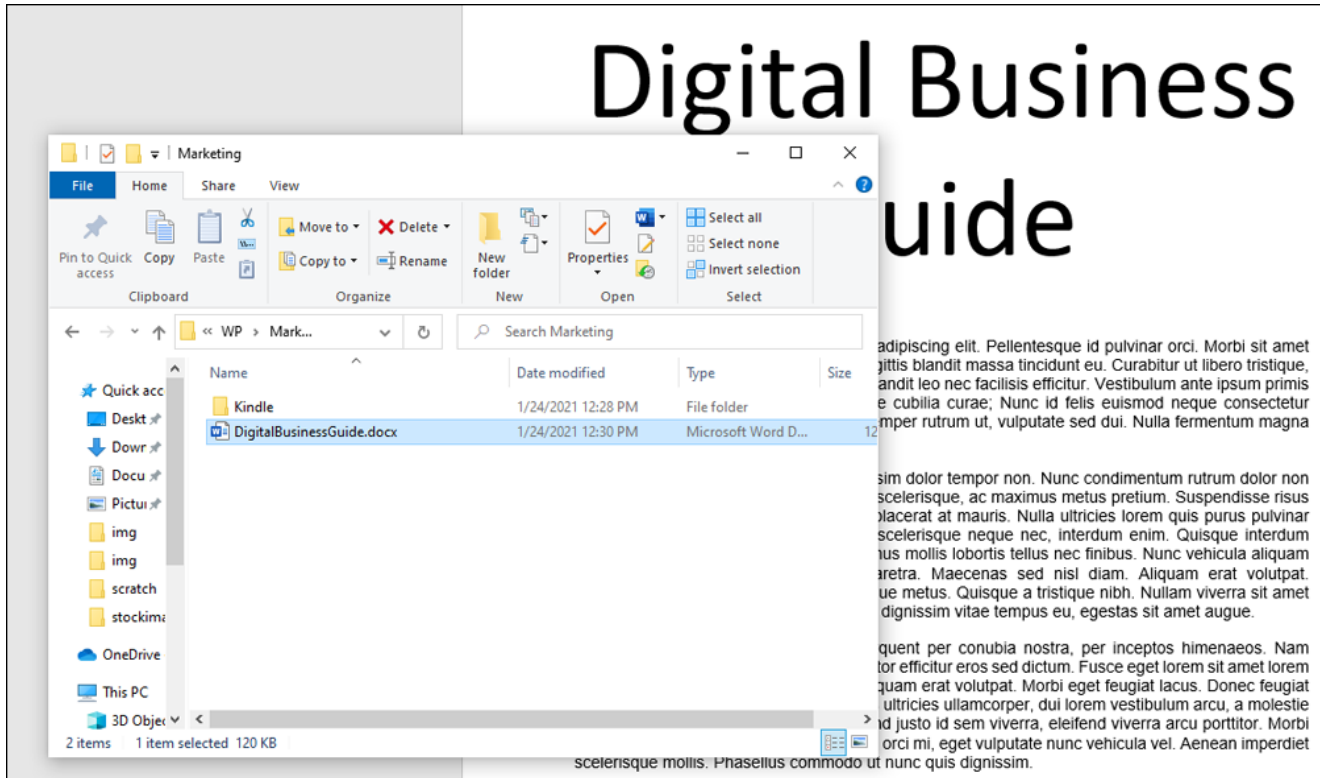 Digital Business
uide
Marketing
File Home Share View
Pin to Quick access
Copy
Paste
Clipboard
Move to
Copy to
Delete
Rename
Organize
New folder
New
Properties
Open
Select all
Select none
Invert selection
Select
« WP > Mark...
Search Marketing
Name Date modified Type Size
Kindle 1/24/2021 12:28 PM File folder
DigitalBusinessGuide.docx 1/24/2021 12:30 PM Microsoft Word D... 12
Quick acc
Deskt
Dowr
Docu
Pictu
img
img
scratch
stockima
OneDrive
This PC
3D Objec
2 items 1 item selected 120 KB
adipiscing elit. Pellentesque id pulvinar orci. Morbi sit amet
gittis blandit massa tincidunt eu. Curabitur ut libero tristique,
andit leo nec facilisis efficitur. Vestibulum ante ipsum primis
e cubilia curae; Nunc id felis euismod neque consectetur
mper rutrum ut, vulputate sed dui. Nulla fermentum magna
sim dolor tempor non. Nunc condimentum rutrum dolor non
scelerisque, ac maximus metus pretium. Suspendisse risus
placerat at mauris. Nulla ultricies lorem quis purus pulvinar
scelerisque neque nec, interdum enim. Quisque interdum
us mollis lobortis tellus nec finibus. Nunc vehicula aliquam
aretra. Maecenas sed nisl diam. Aliquam erat volutpat.
ue metus. Quisque a tristique nibh. Nullam viverra sit amet
dignissim vitae tempus eu, egestas sit amet augue.
quent per conubia nostra, per inceptos himenaeos. Nam
tor efficitur eros sed dictum. Fusce eget lorem sit amet lorem
quam erat volutpat. Morbi eget feugiat lacus. Donec feugiat
ultricies ullamcorper, dui lorem vestibulum arcu, a molestie
d justo id sem viverra, eleifend viverra arcu porttitor. Morbi
orci mi, eget vulputate nunc vehicula vel. Aenean imperdiet
scelerisque mollis. Phasellus commodo ut nunc quis dignissim.